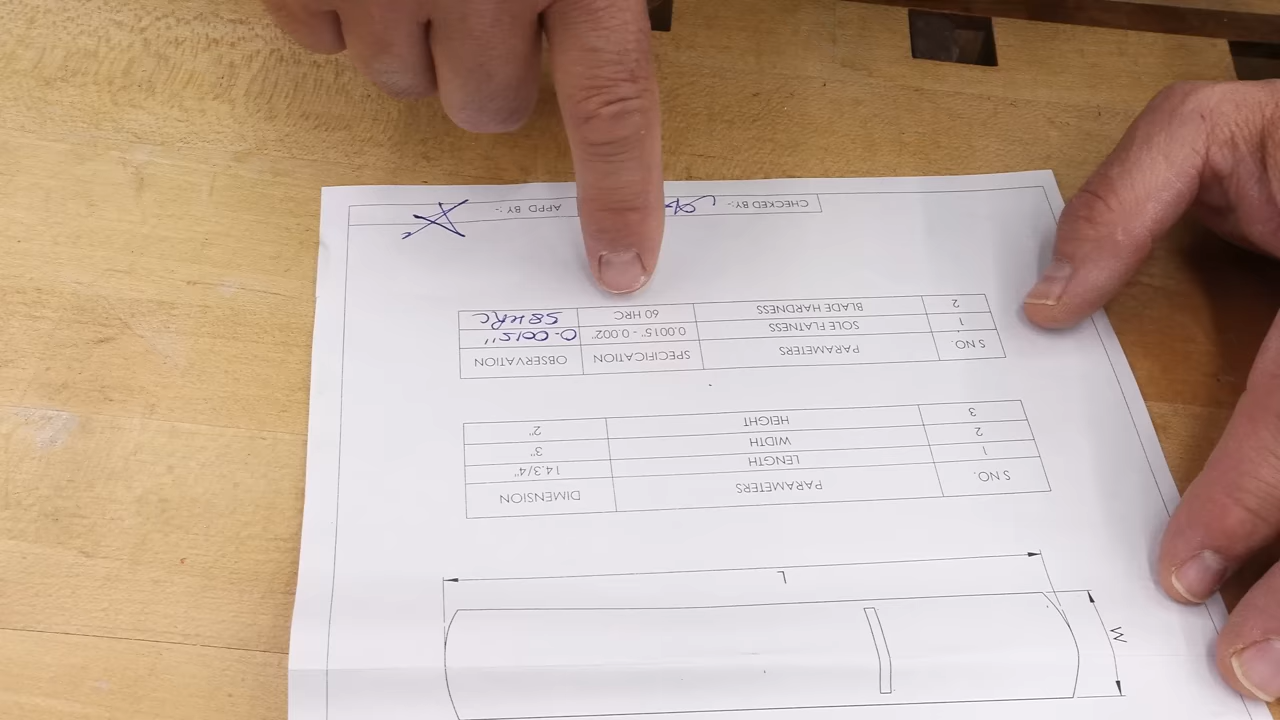 W
L
S NO. PARAMETERS DIMENSION
1 LENGTH 14.3/4"
2 WIDTH 3"
3 HEIGHT 2"
S NO. PARAMETERS SPECIFICATION OBSERVATION
1 SOLE FLATNESS 0.0015" - 0.002" 0.0015"
2 BLADE HARDNESS 60 HRC 58HRC
CHECKED BY:- APPD BY:-